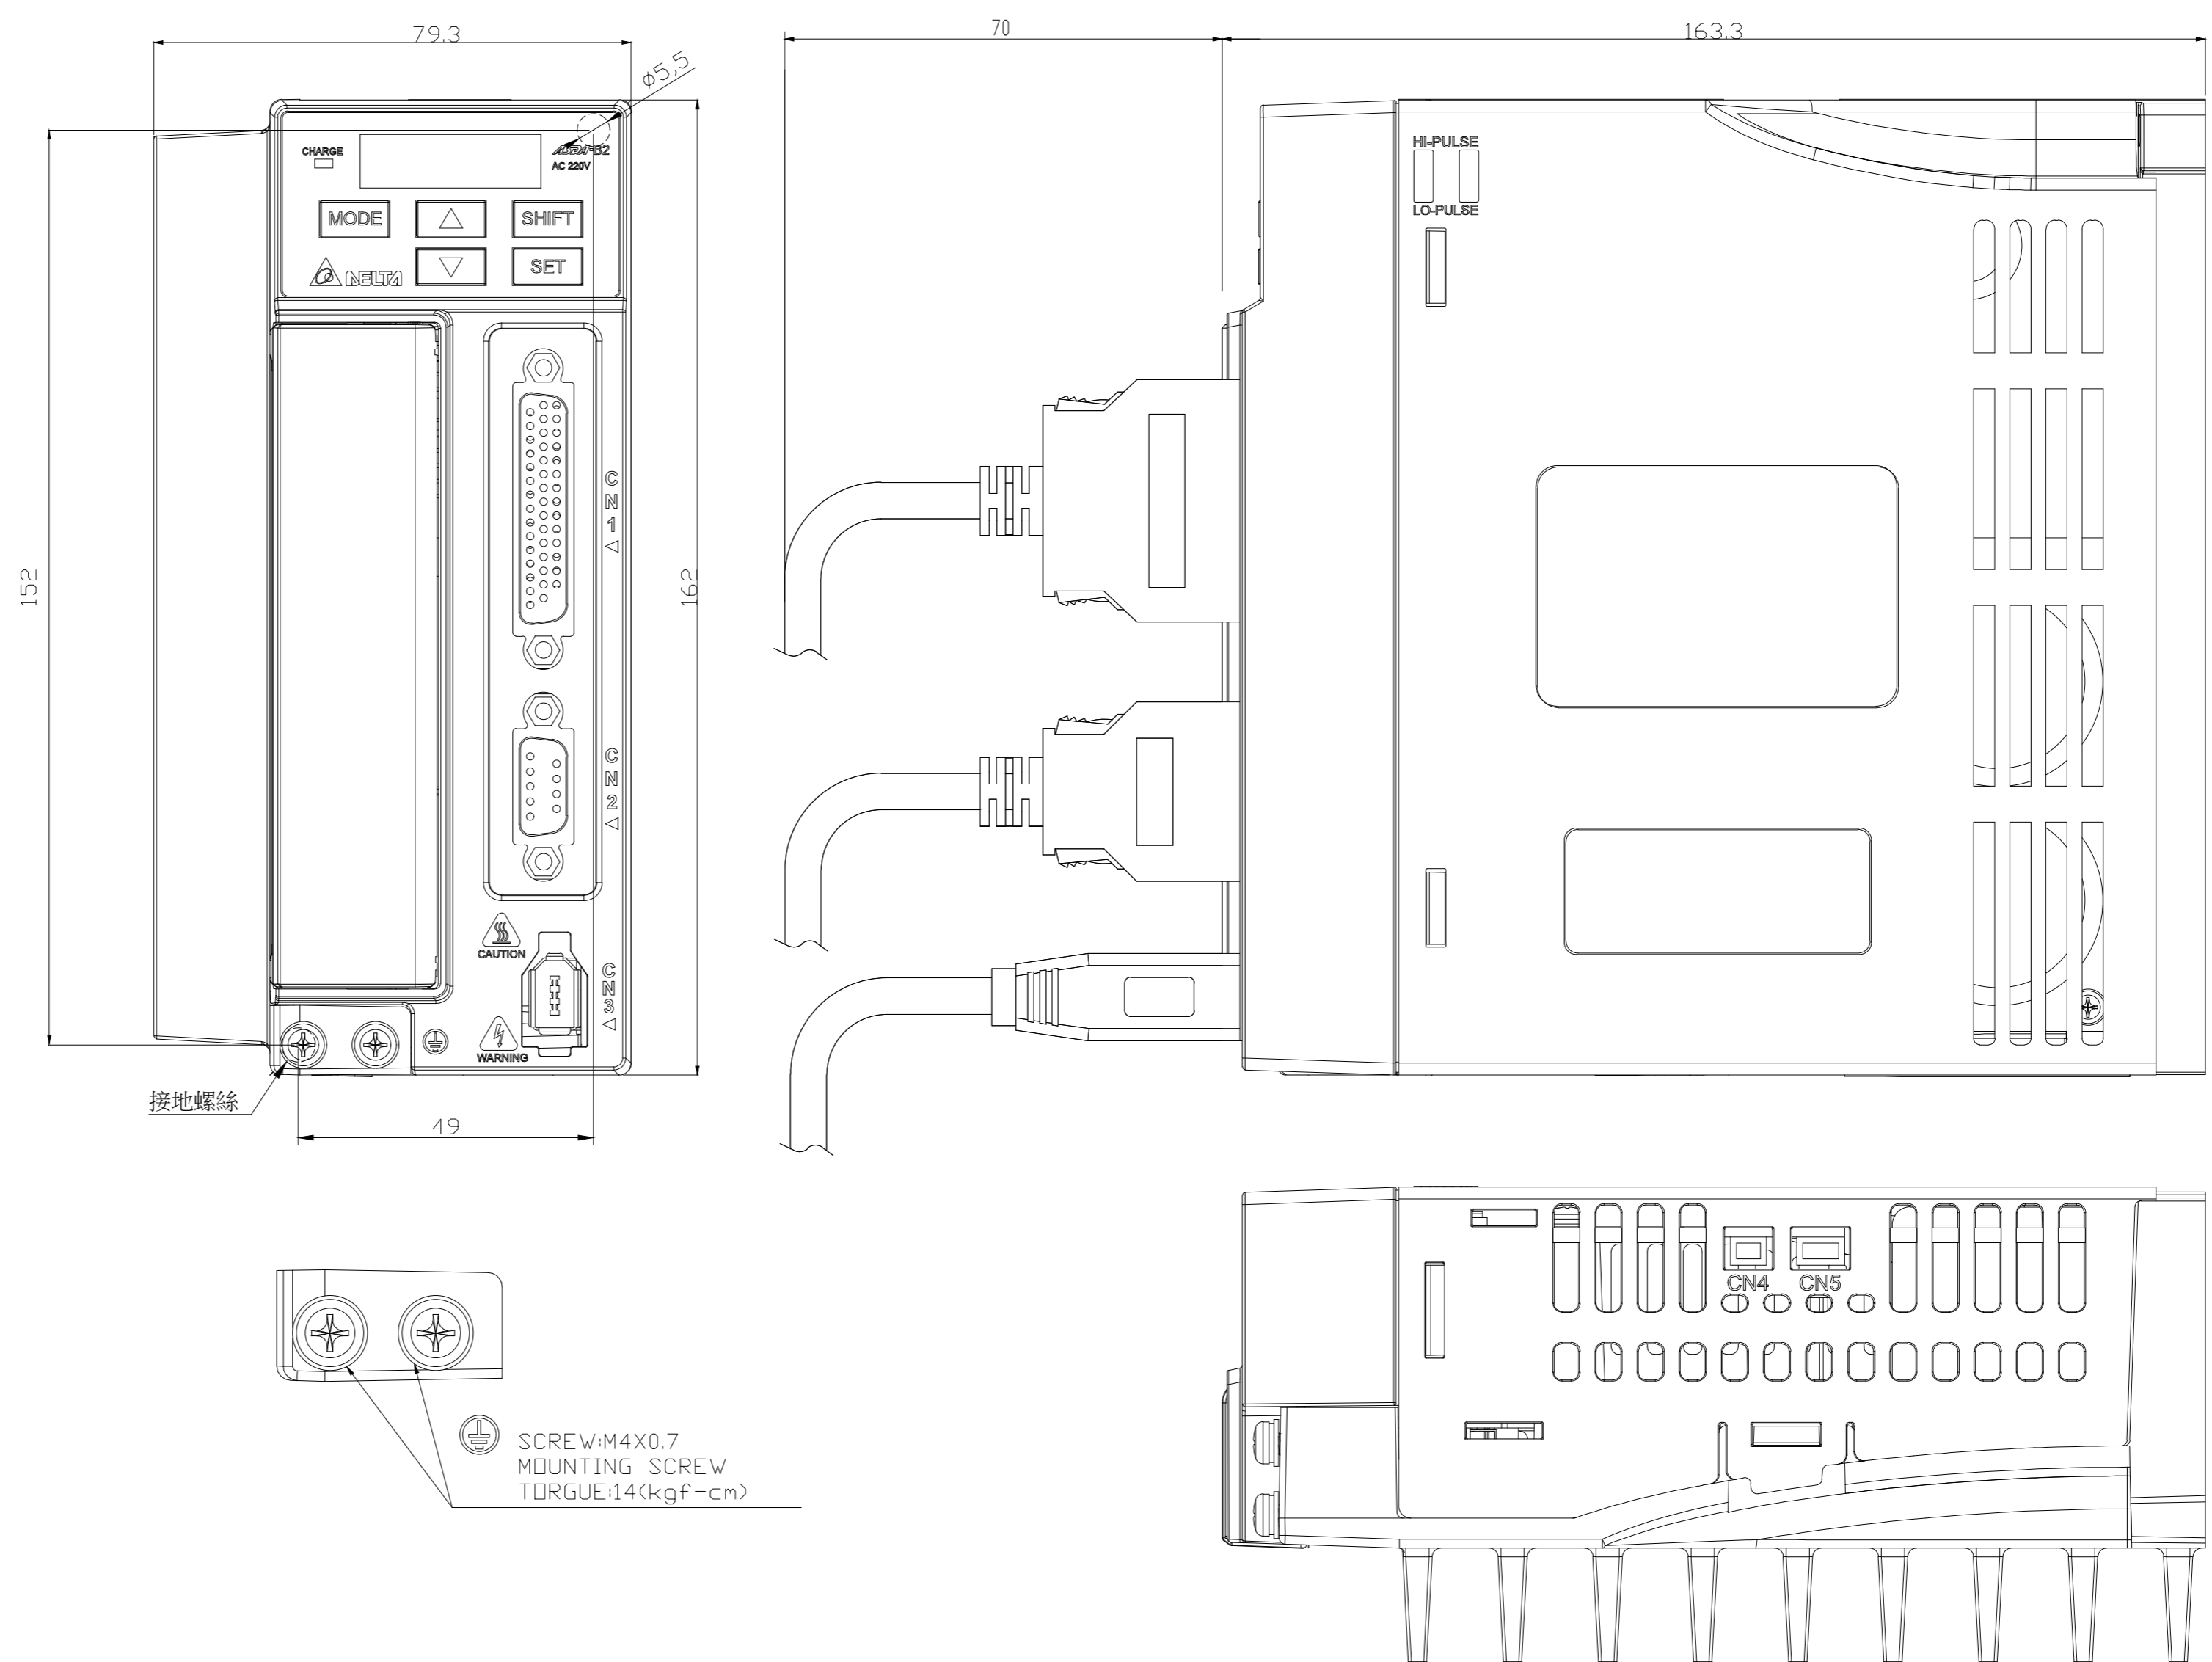 79.3
70
163.3
ø5,5
CHARGE
ASDA-B2
AC 220V
HI-PULSE
LO-PULSE
MODE
△
SHIFT
▽
SET
DELTA
152
162
CN1◁
CN2◁
CAUTION
CN3◁
WARNING
接地螺絲
49
CN4
CN5
SCREW:M4X0.7
MOUNTING SCREW
TORGUE:14(kgf-cm)